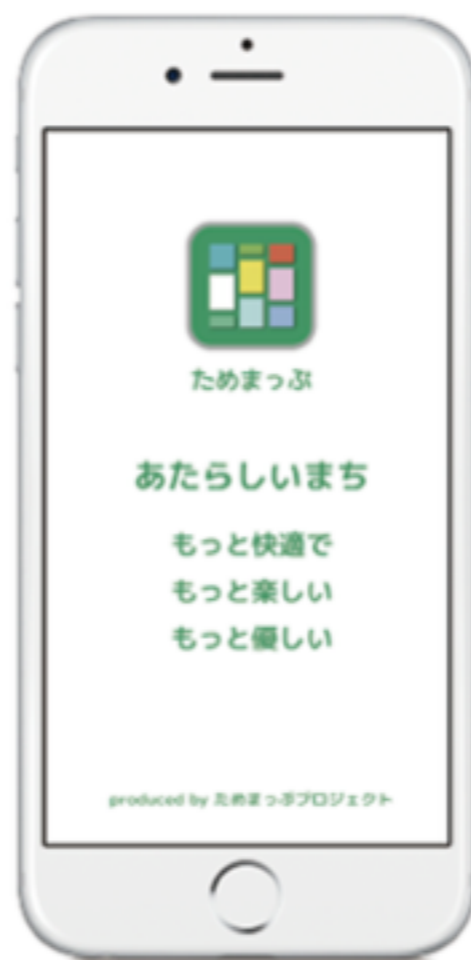 ためまっぷ
あたらしいまち
もっと快適で
もっと楽しい
もっと優しい
produced by ためまっぷプロジェクト